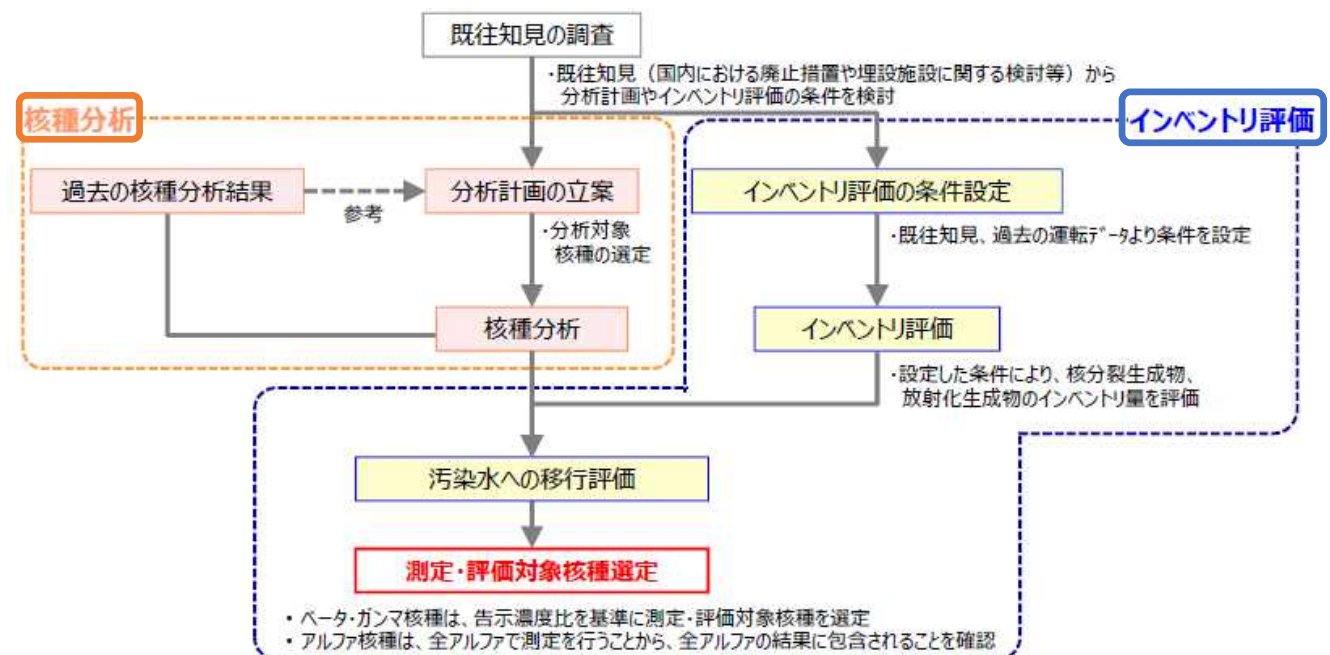 既往知見の調査
・既往知見（国内における廃止措置や埋設施設に関する検討等）から
分析計画やインベントリ評価の条件を検討
核種分析
インベントリ評価
過去の核種分析結果
参考
分析計画の立案
インベントリ評価の条件設定
・分析対象
核種の選定
・既往知見、過去の運転ﾃﾞｰﾀより条件を設定
核種分析
インベントリ評価
・設定した条件により、核分裂生成物、
放射化生成物のインベントリ量を評価
汚染水への移行評価
測定・評価対象核種選定
・ベータ・ガンマ核種は、告示濃度比を基準に測定・評価対象核種を選定
・アルファ核種は、全アルファで測定を行うことから、全アルファの結果に包含されることを確認